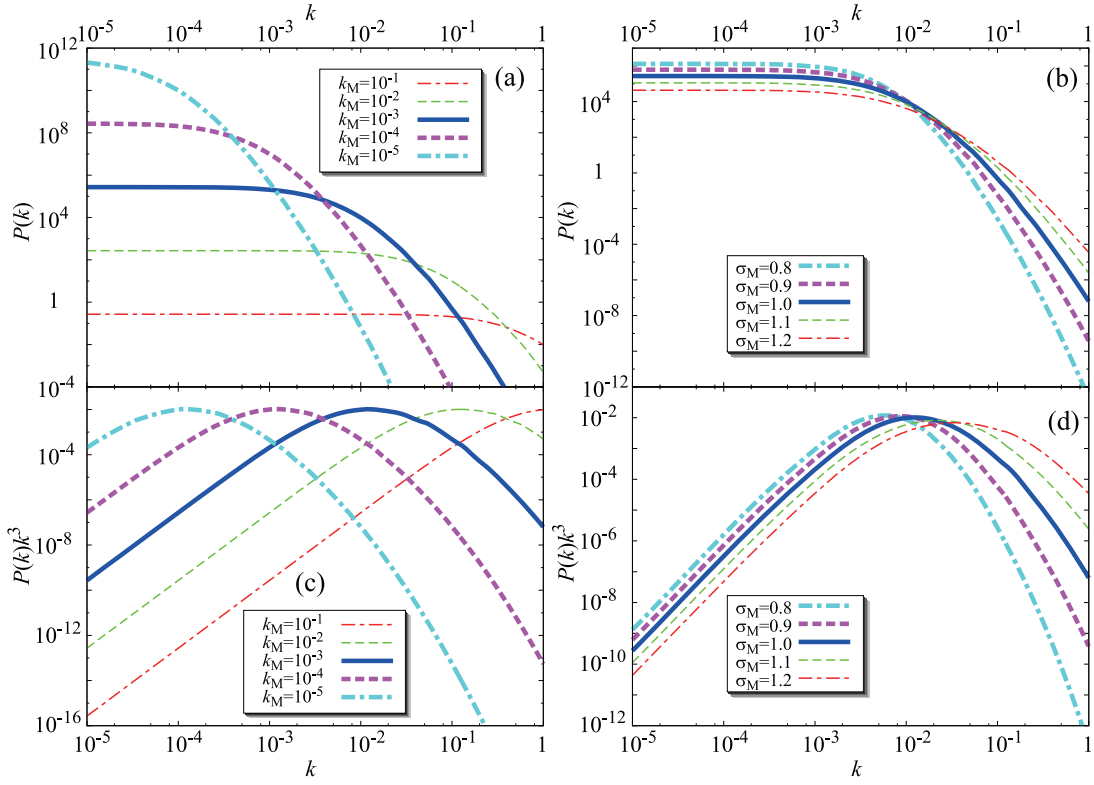 k
k
10^-5 10^-4 10^-3 10^-2 10^-1 1
10^-5 10^-4 10^-3 10^-2 10^-1 1
P(k)
10^12
10^8
10^4
1
10^-4
(a)
k_M=10^-1
k_M=10^-2
k_M=10^-3
k_M=10^-4
k_M=10^-5
P(k)
10^4
1
10^-4
10^-8
10^-12
(b)
σ_M=0.8
σ_M=0.9
σ_M=1.0
σ_M=1.1
σ_M=1.2
P(k)k^3
10^-4
10^-8
10^-12
10^-16
(c)
k_M=10^-1
k_M=10^-2
k_M=10^-3
k_M=10^-4
k_M=10^-5
10^-5 10^-4 10^-3 10^-2 10^-1 1
k
P(k)k^3
10^-2
10^-4
10^-6
10^-8
10^-10
10^-12
(d)
σ_M=0.8
σ_M=0.9
σ_M=1.0
σ_M=1.1
σ_M=1.2
10^-5 10^-4 10^-3 10^-2 10^-1 1
k